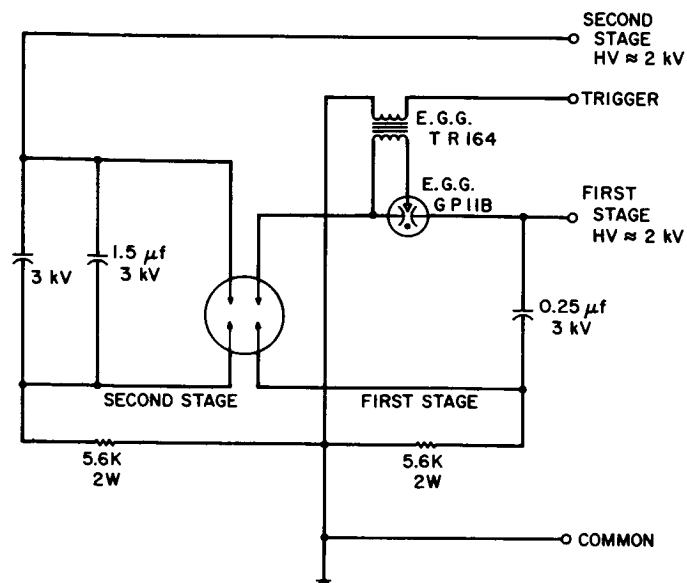 SECOND
STAGE
HV ≈ 2 kV
TRIGGER
E.G.G.
TR164
E.G.G.
GP11B
FIRST
STAGE
HV ≈ 2 kV
3 kV
1.5 μf
3 kV
0.25 μf
3 kV
SECOND STAGE
FIRST STAGE
5.6K
2W
5.6K
2W
COMMON